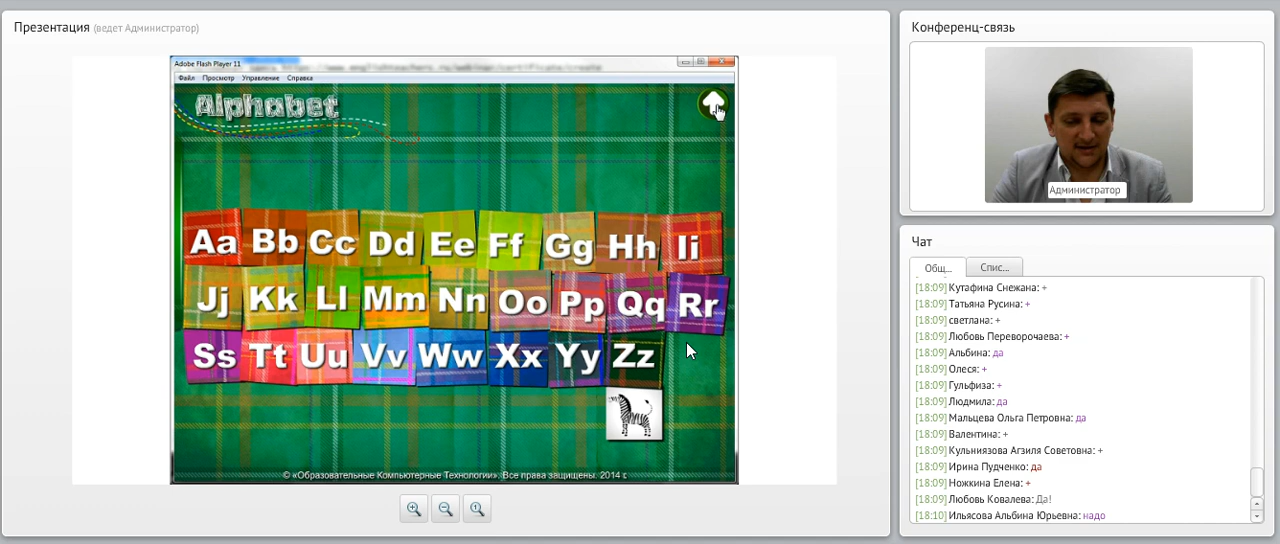 Презентация (ведет Администратор)
Adobe Flash Player 11
Файл Просмотр Управление Справка
Alphabet
Aa Bb Cc Dd Ee Ff Gg Hh Ii
Jj Kk Ll Mm Nn Oo Pp Qq Rr
Ss Tt Uu Vv Ww Xx Yy Zz
© «Образовательные Компьютерные Технологии». Все права защищены. 2014 г.
Конференц-связь
Администратор
Чат
Общ... Спис...
[18:09] Кутафина Снежана: +
[18:09] Татьяна Русина: +
[18:09] светлана: +
[18:09] Любовь Переворочаева: +
[18:09] Альбина: да
[18:09] Олеся: +
[18:09] Гульфиза: +
[18:09] Людмила: да
[18:09] Мальцева Ольга Петровна: да
[18:09] Валентина: +
[18:09] Кульниязова Агзиля Советовна: +
[18:09] Ирина Пудченко: да
[18:09] Ножкина Елена: +
[18:09] Любовь Ковалева: Да!
[18:10] Ильясова Альбина Юрьевна: надо